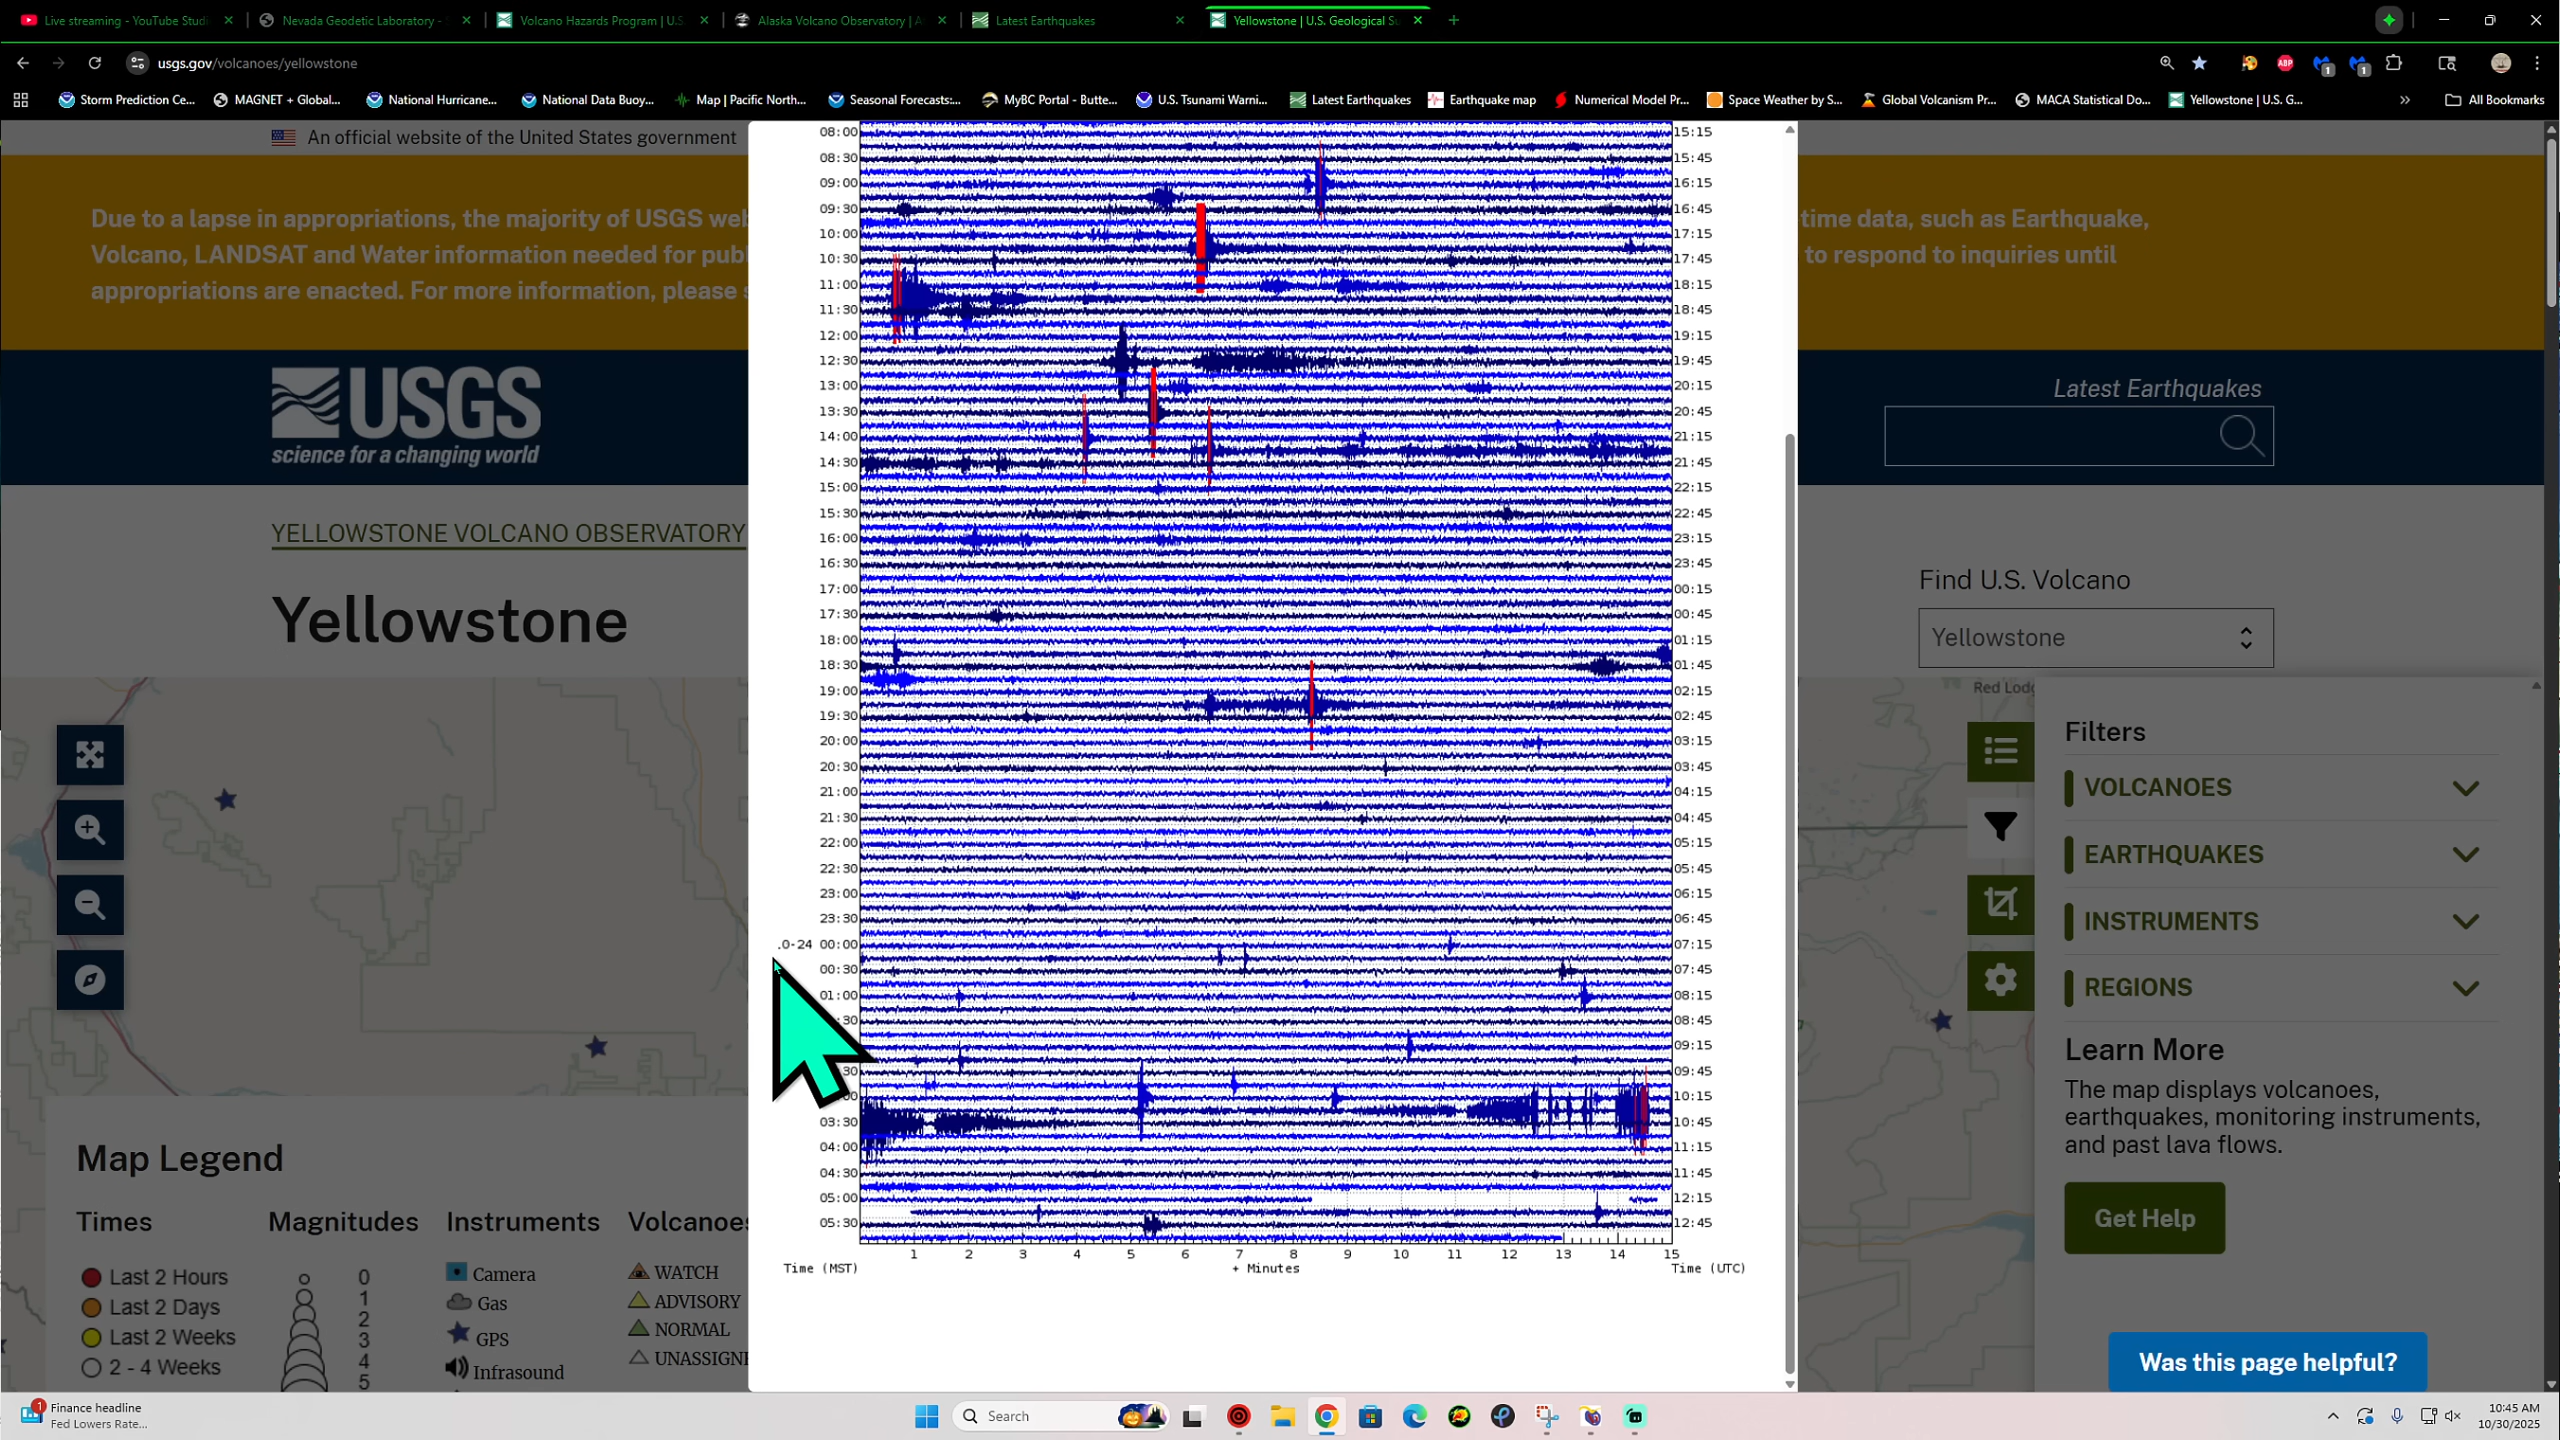 Live streaming - YouTube Studi
Nevada Geodetic Laboratory -
Volcano Hazards Program | U.S
Alaska Volcano Observatory | A
Latest Earthquakes
Yellowstone | U.S. Geological Su
usgs.gov/volcanoes/yellowstone
ABP
1
1
Storm Prediction Ce...
MAGNET + Global...
National Hurricane...
National Data Buoy...
Map | Pacific North...
Seasonal Forecasts:...
MyBC Portal - Butte...
U.S. Tsunami Warni...
Latest Earthquakes
Earthquake map
Numerical Model Pr...
Space Weather by S...
Global Volcanism Pr...
MACA Statistical Do...
Yellowstone | U.S. G...
All Bookmarks
An official website of the United States government
Due to a lapse in appropriations, the majority of USGS web
time data, such as Earthquake,
Volcano, LANDSAT and Water information needed for publ
to respond to inquiries until
appropriations are enacted. For more information, please s
USGS
science for a changing world
Latest Earthquakes
YELLOWSTONE VOLCANO OBSERVATORY
Yellowstone
Find U.S. Volcano
Yellowstone
Red Lodg
08:00 15:15
08:30 15:45
09:00 16:15
09:30 16:45
10:00 17:15
10:30 17:45
11:00 18:15
11:30 18:45
12:00 19:15
12:30 19:45
13:00 20:15
13:30 20:45
14:00 21:15
14:30 21:45
15:00 22:15
15:30 22:45
16:00 23:15
16:30 23:45
17:00 00:15
17:30 00:45
18:00 01:15
18:30 01:45
19:00 02:15
19:30 02:45
20:00 03:15
20:30 03:45
21:00 04:15
21:30 04:45
22:00 05:15
22:30 05:45
23:00 06:15
23:30 06:45
.0-24 00:00 07:15
00:30 07:45
01:00 08:15
:30 08:45
09:15
:30 09:45
:00 10:15
03:30 10:45
04:00 11:15
04:30 11:45
05:00 12:15
05:30 12:45
1 2 3 4 5 6 7 8 9 10 11 12 13 14 15
Time (MST) + Minutes Time (UTC)
Filters
VOLCANOES
EARTHQUAKES
INSTRUMENTS
REGIONS
Learn More
The map displays volcanoes,
earthquakes, monitoring instruments,
and past lava flows.
Get Help
Was this page helpful?
Map Legend
Times
Last 2 Hours
Last 2 Days
Last 2 Weeks
2 - 4 Weeks
Magnitudes
0
1
2
3
4
5
Instruments
Camera
Gas
GPS
Infrasound
Volcanoes
WATCH
ADVISORY
NORMAL
UNASSIGNE
1
Finance headline
Fed Lowers Rate...
Search
10:45 AM
10/30/2025